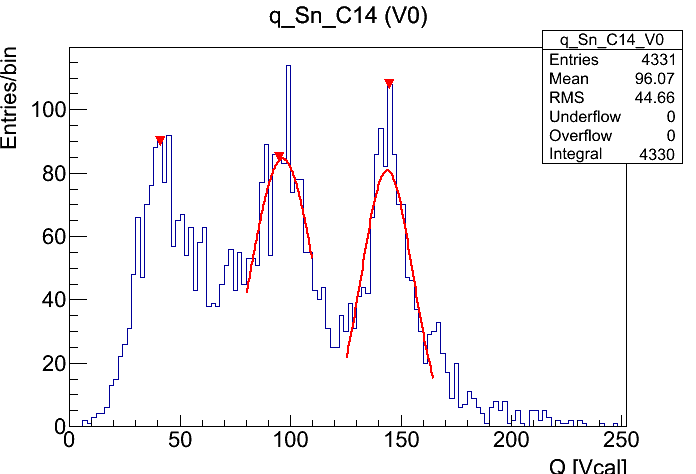 q_Sn_C14 (V0)
q_Sn_C14_V0
Entries 4331
Mean 96.07
RMS 44.66
Underflow 0
Overflow 0
Integral 4330
Entries/bin
100
80
60
40
20
0
0 50 100 150 200 250
Q [Vcal]